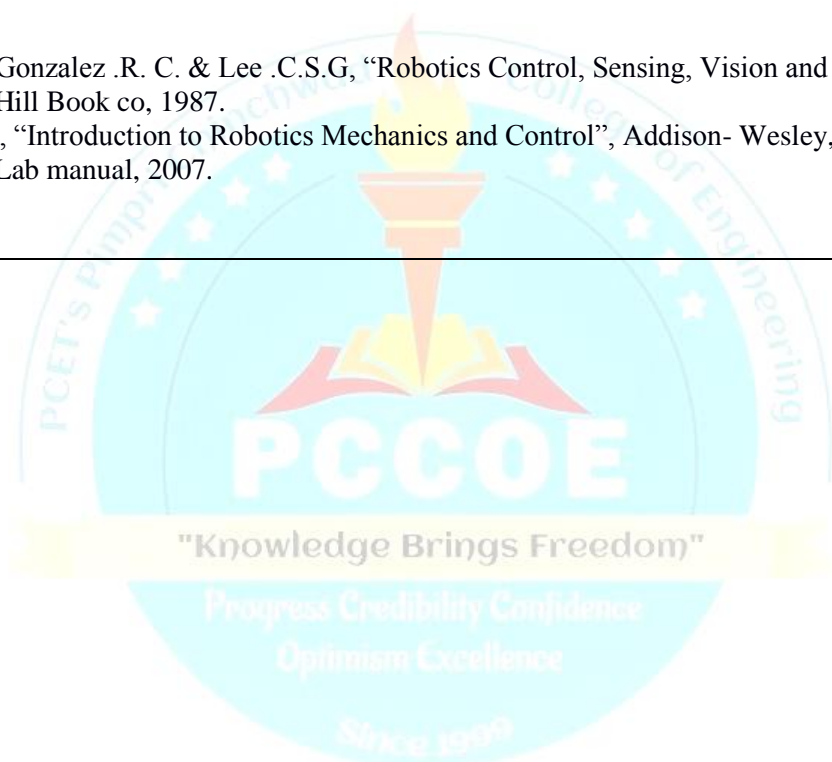 Gonzalez .R. C. & Lee .C.S.G, “Robotics Control, Sensing, Vision and
Hill Book co, 1987.
, “Introduction to Robotics Mechanics and Control”, Addison- Wesley,
Lab manual, 2007.
PCET's Pimpri Chinchwad College of Engineering
PCCOE
"Knowledge Brings Freedom"
Progress Credibility Confidence
Optimism Excellence
Since 1999